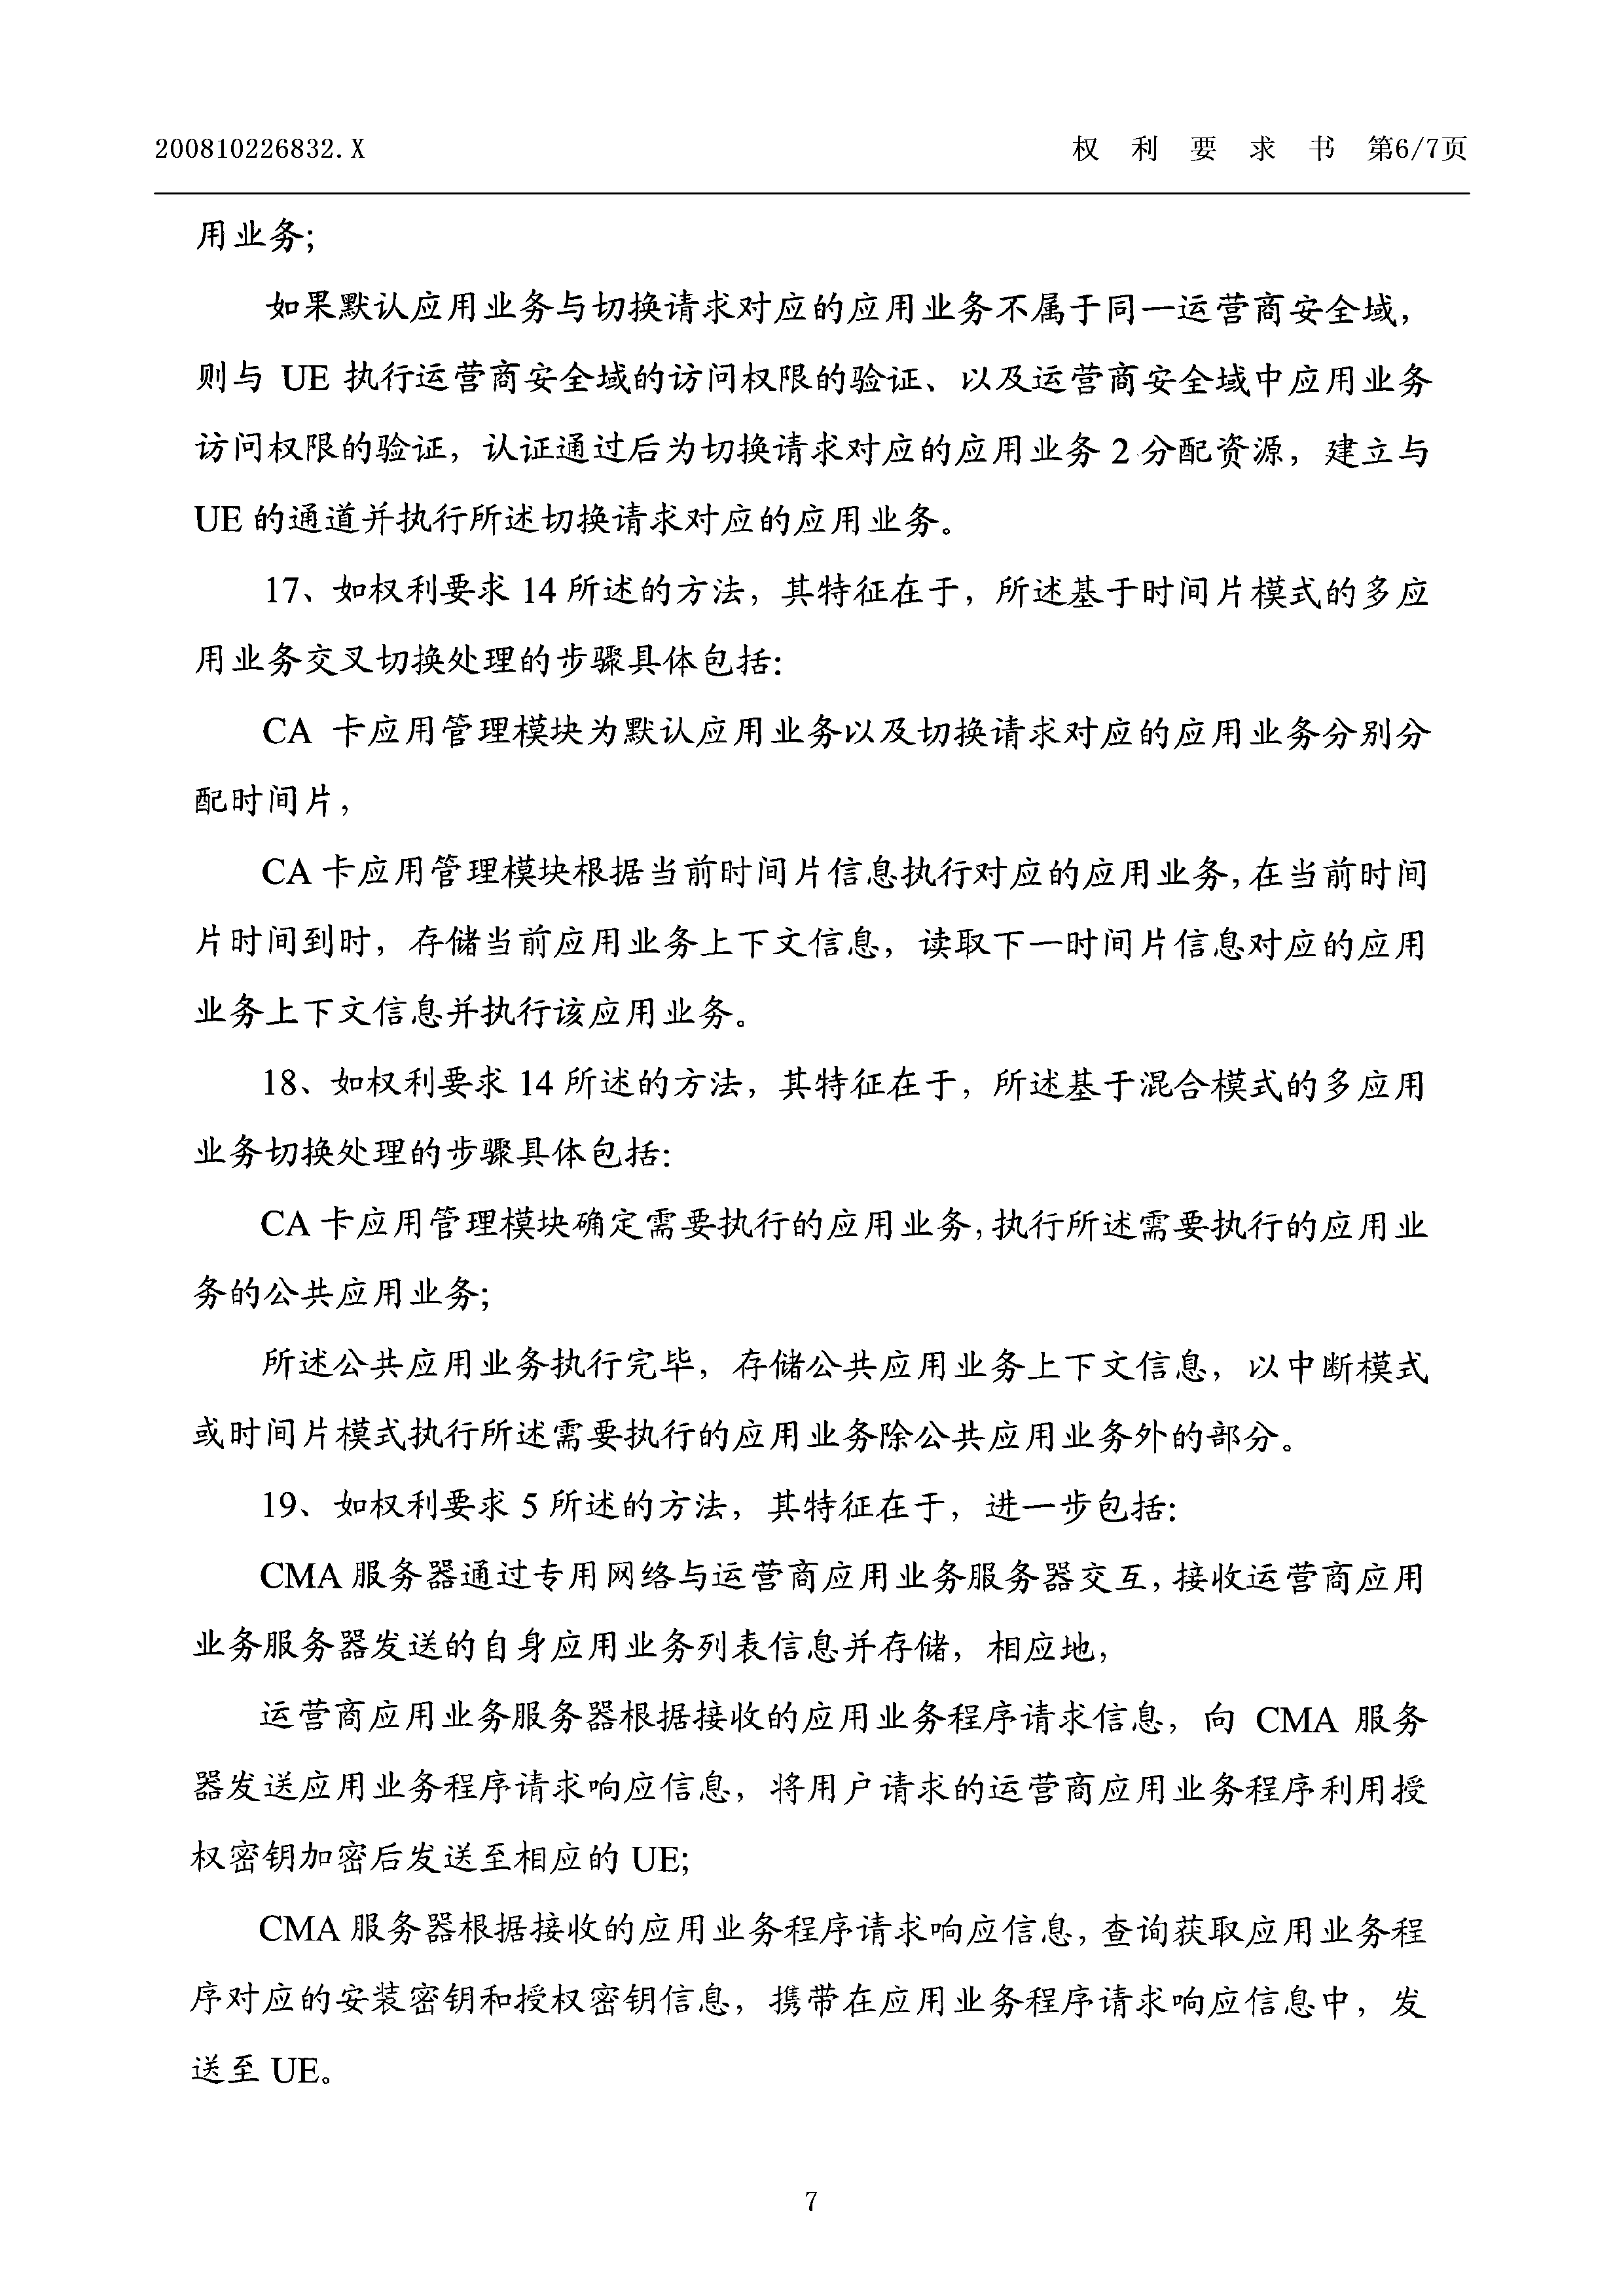 200810226832.X 权 利 要 求 书 第6/7页
用业务;
如果默认应用业务与切换请求对应的应用业务不属于同一运营商安全域，
则与 UE 执行运营商安全域的访问权限的验证、以及运营商安全域中应用业务
访问权限的验证，认证通过后为切换请求对应的应用业务 2 分配资源，建立与
UE 的通道并执行所述切换请求对应的应用业务。
17、如权利要求 14 所述的方法，其特征在于，所述基于时间片模式的多应
用业务交叉切换处理的步骤具体包括:
CA 卡应用管理模块为默认应用业务以及切换请求对应的应用业务分别分
配时间片，
CA 卡应用管理模块根据当前时间片信息执行对应的应用业务，在当前时间
片时间到时，存储当前应用业务上下文信息，读取下一时间片信息对应的应用
业务上下文信息并执行该应用业务。
18、如权利要求 14 所述的方法，其特征在于，所述基于混合模式的多应用
业务切换处理的步骤具体包括:
CA 卡应用管理模块确定需要执行的应用业务，执行所述需要执行的应用业
务的公共应用业务;
所述公共应用业务执行完毕，存储公共应用业务上下文信息，以中断模式
或时间片模式执行所述需要执行的应用业务除公共应用业务外的部分。
19、如权利要求 5 所述的方法，其特征在于，进一步包括:
CMA 服务器通过专用网络与运营商应用业务服务器交互，接收运营商应用
业务服务器发送的自身应用业务列表信息并存储，相应地，
运营商应用业务服务器根据接收的应用业务程序请求信息，向 CMA 服务
器发送应用业务程序请求响应信息，将用户请求的运营商应用业务程序利用授
权密钥加密后发送至相应的 UE;
CMA 服务器根据接收的应用业务程序请求响应信息，查询获取应用业务程
序对应的安装密钥和授权密钥信息，携带在应用业务程序请求响应信息中，发
送至 UE。
7